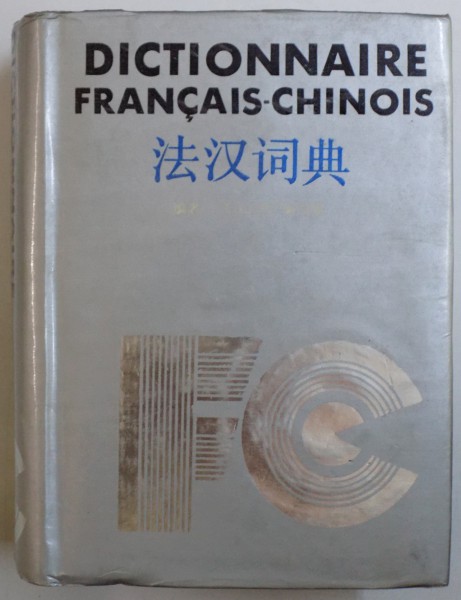 DICTIONNAIRE
FRANÇAIS-CHINOIS
法汉词典
FC